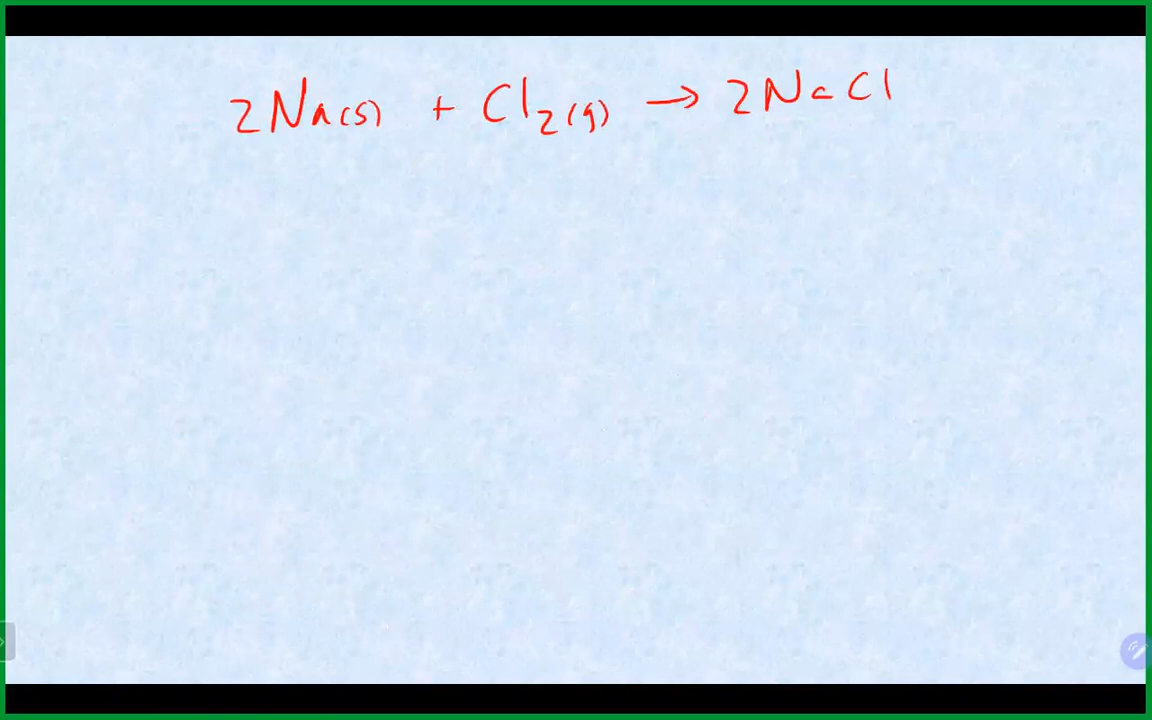 2Na(s) + Cl2(g) → 2NaCl